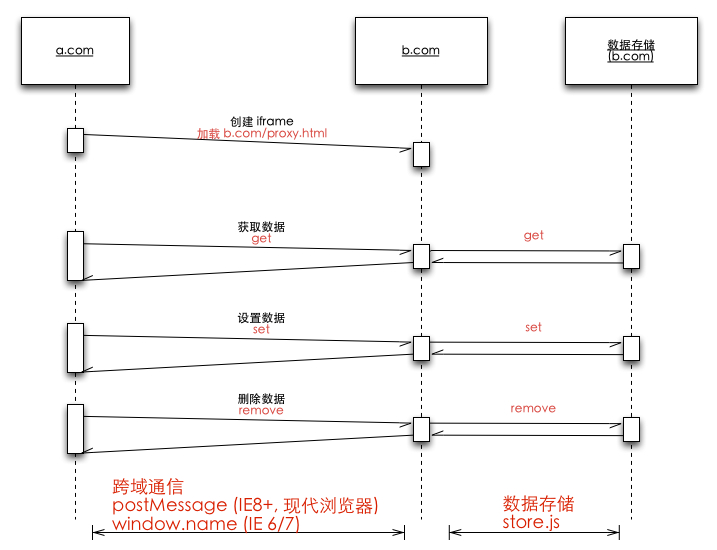 a.com
b.com
数据存储
(b.com)
创建 iframe
加载 b.com/proxy.html
获取数据
get
get
设置数据
set
set
删除数据
remove
remove
跨域通信
postMessage (IE8+, 现代浏览器)
window.name (IE 6/7)
数据存储
store.js